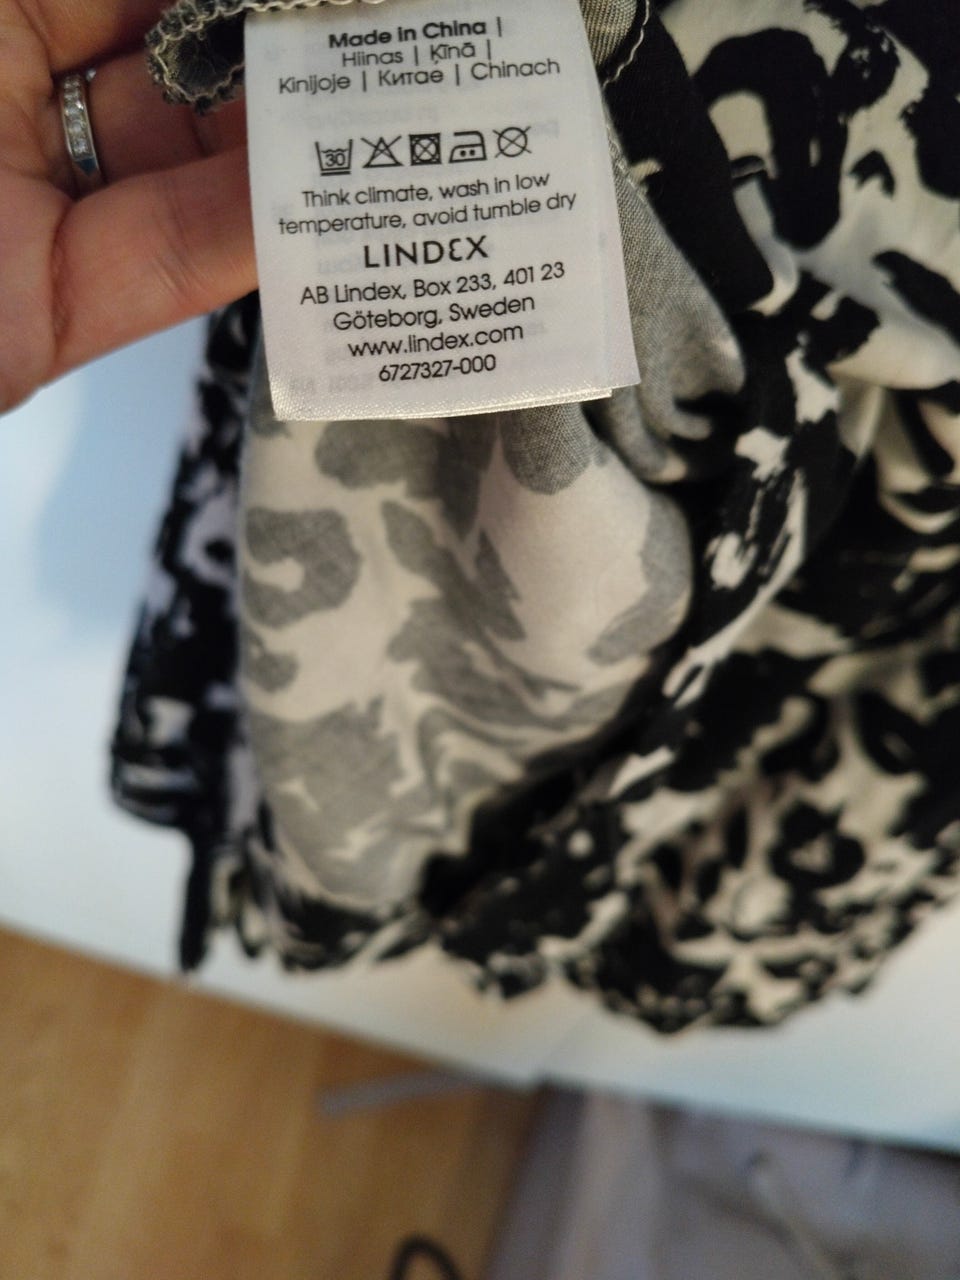 Made in China |
Hiinas | Ķīnā |
Kinijoje | Китае | Chinach
30
Think climate, wash in low
temperature, avoid tumble dry
LINDEX
AB Lindex, Box 233, 401 23
Göteborg, Sweden
www.lindex.com
6727327-000